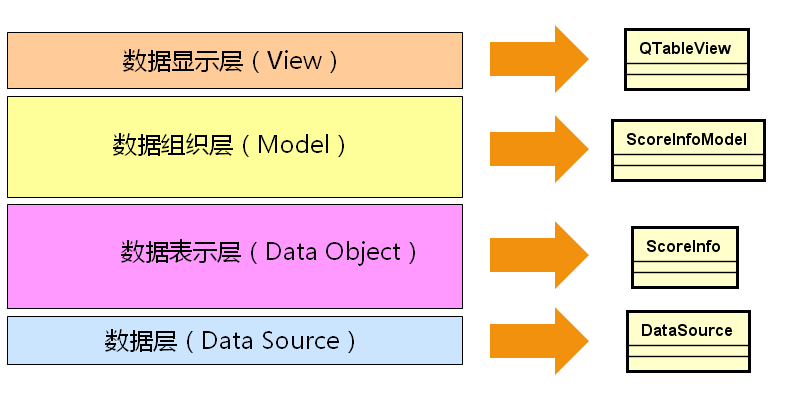 数据显示层（View）
QTableView
数据组织层（Model）
ScoreInfoModel
数据表示层（Data Object）
ScoreInfo
数据层（Data Source）
DataSource